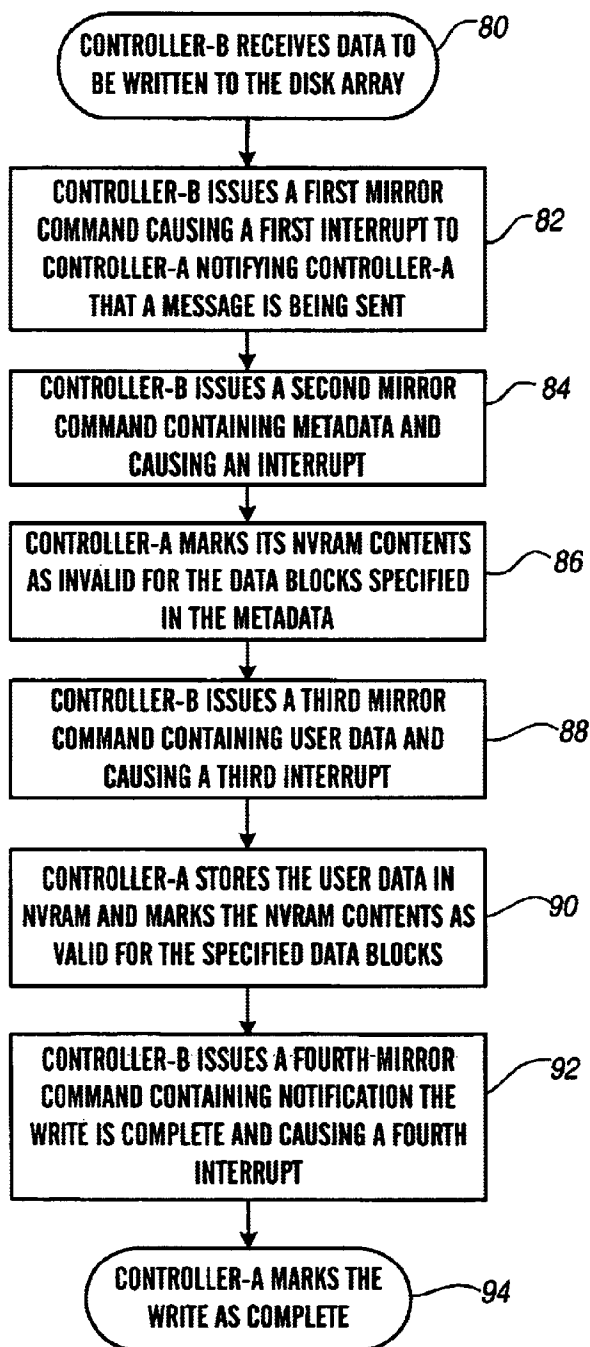 CONTROLLER-B RECEIVES DATA TO
BE WRITTEN TO THE DISK ARRAY
80
CONTROLLER-B ISSUES A FIRST MIRROR
COMMAND CAUSING A FIRST INTERRUPT TO
CONTROLLER-A NOTIFYING CONTROLLER-A
THAT A MESSAGE IS BEING SENT
82
CONTROLLER-B ISSUES A SECOND MIRROR
COMMAND CONTAINING METADATA AND
CAUSING AN INTERRUPT
84
CONTROLLER-A MARKS ITS NVRAM CONTENTS
AS INVALID FOR THE DATA BLOCKS SPECIFIED
IN THE METADATA
86
CONTROLLER-B ISSUES A THIRD MIRROR
COMMAND CONTAINING USER DATA AND
CAUSING A THIRD INTERRUPT
88
CONTROLLER-A STORES THE USER DATA IN
NVRAM AND MARKS THE NVRAM CONTENTS AS
VALID FOR THE SPECIFIED DATA BLOCKS
90
CONTROLLER-B ISSUES A FOURTH MIRROR
COMMAND CONTAINING NOTIFICATION THE
WRITE IS COMPLETE AND CAUSING A FOURTH
INTERRUPT
92
CONTROLLER-A MARKS THE
WRITE AS COMPLETE
94